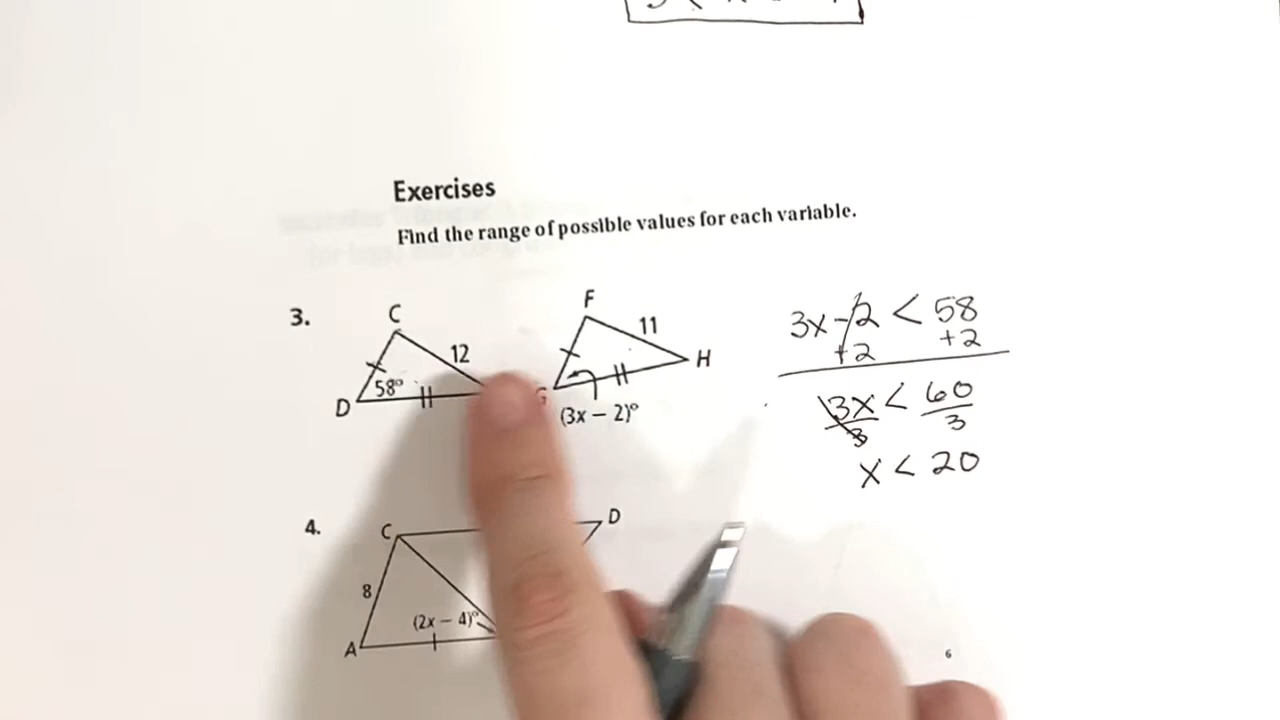 Exercises
Find the range of possible values for each variable.
3.
C
12
58°
D
F
11
H
G
(3x – 2)°
3x - 2 < 58
+2 +2
3x < 60
3 3
x < 20
4.
C
D
8
(2x – 4)°
A
6